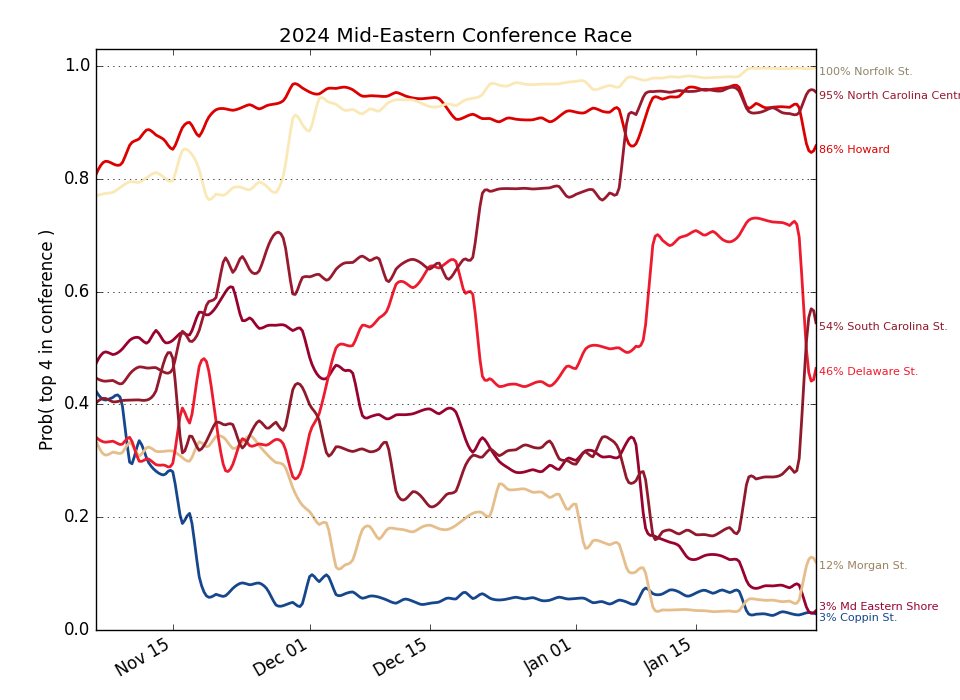 2024 Mid-Eastern Conference Race
Prob( top 4 in conference )
1.0
0.8
0.6
0.4
0.2
0.0
Nov 15
Dec 01
Dec 15
Jan 01
Jan 15
100% Norfolk St.
95% North Carolina Centr
86% Howard
54% South Carolina St.
46% Delaware St.
12% Morgan St.
3% Md Eastern Shore
3% Coppin St.